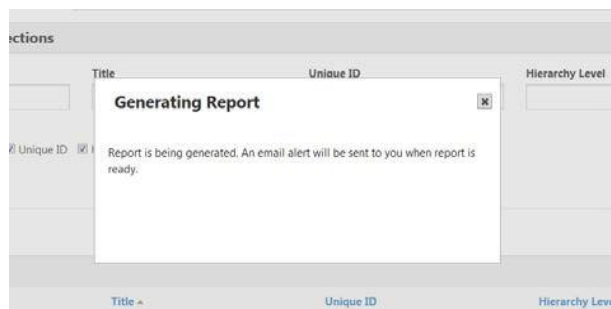 ections
Title Unique ID Hierarchy Level
Generating Report
Unique ID
Report is being generated. An email alert will be sent to you when report is
ready.
Title Unique ID Hierarchy Leve